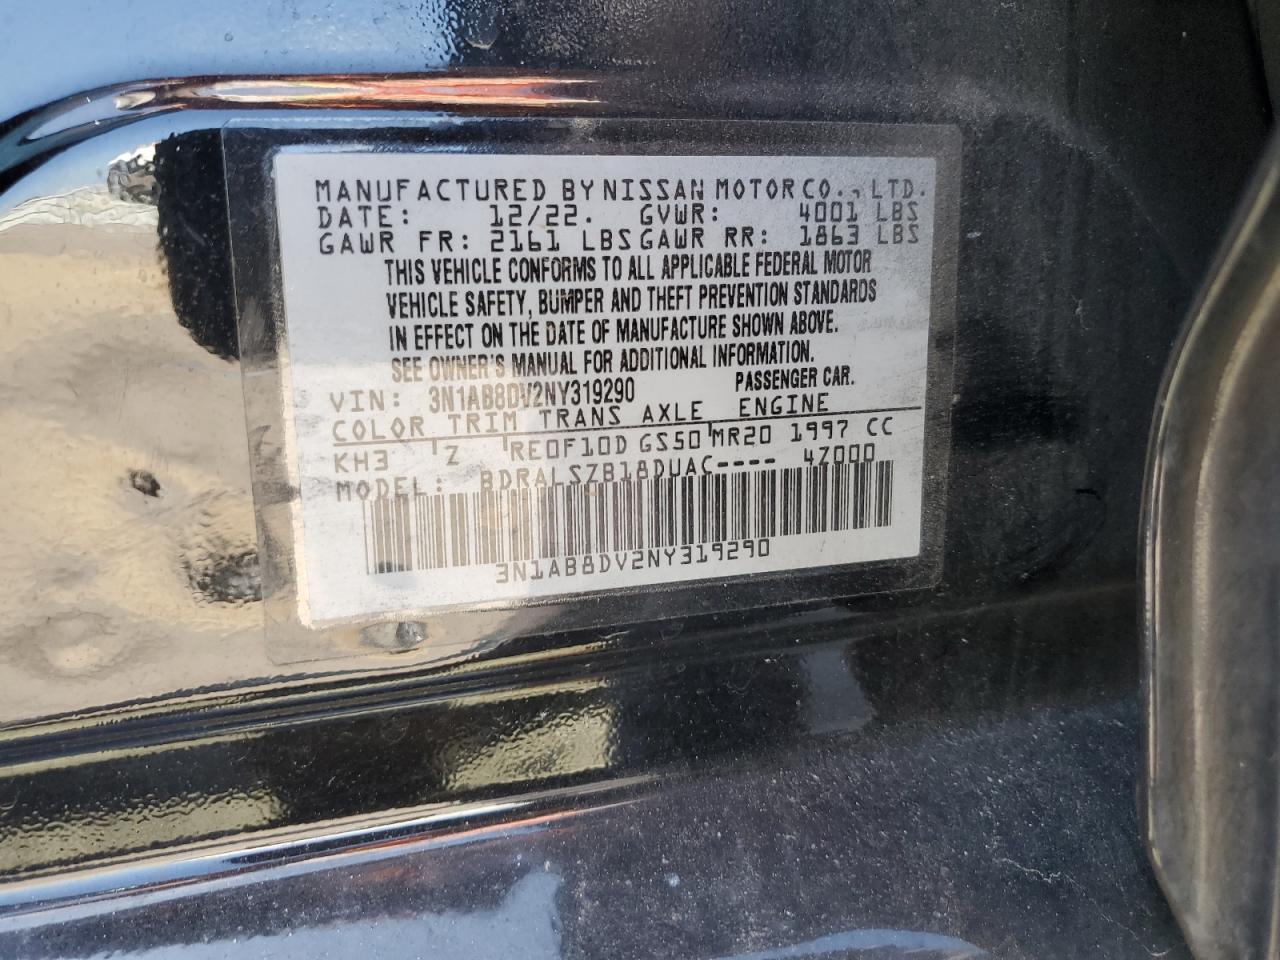 MANUFACTURED BY NISSAN MOTOR CO., LTD.
DATE: 12/22. GVWR: 4001 LBS
GAWR FR: 2161 LBS GAWR RR: 1863 LBS
THIS VEHICLE CONFORMS TO ALL APPLICABLE FEDERAL MOTOR
VEHICLE SAFETY, BUMPER AND THEFT PREVENTION STANDARDS
IN EFFECT ON THE DATE OF MANUFACTURE SHOWN ABOVE.
SEE OWNER'S MANUAL FOR ADDITIONAL INFORMATION.
VIN: 3N1AB8DV2NY319290 PASSENGER CAR.
COLOR TRIM TRANS AXLE ENGINE
KH3 Z RE0F10D GS50 MR20 1997 CC
MODEL: BDRALSZB18DUAC---- 4Z000
3N1AB8DV2NY319290